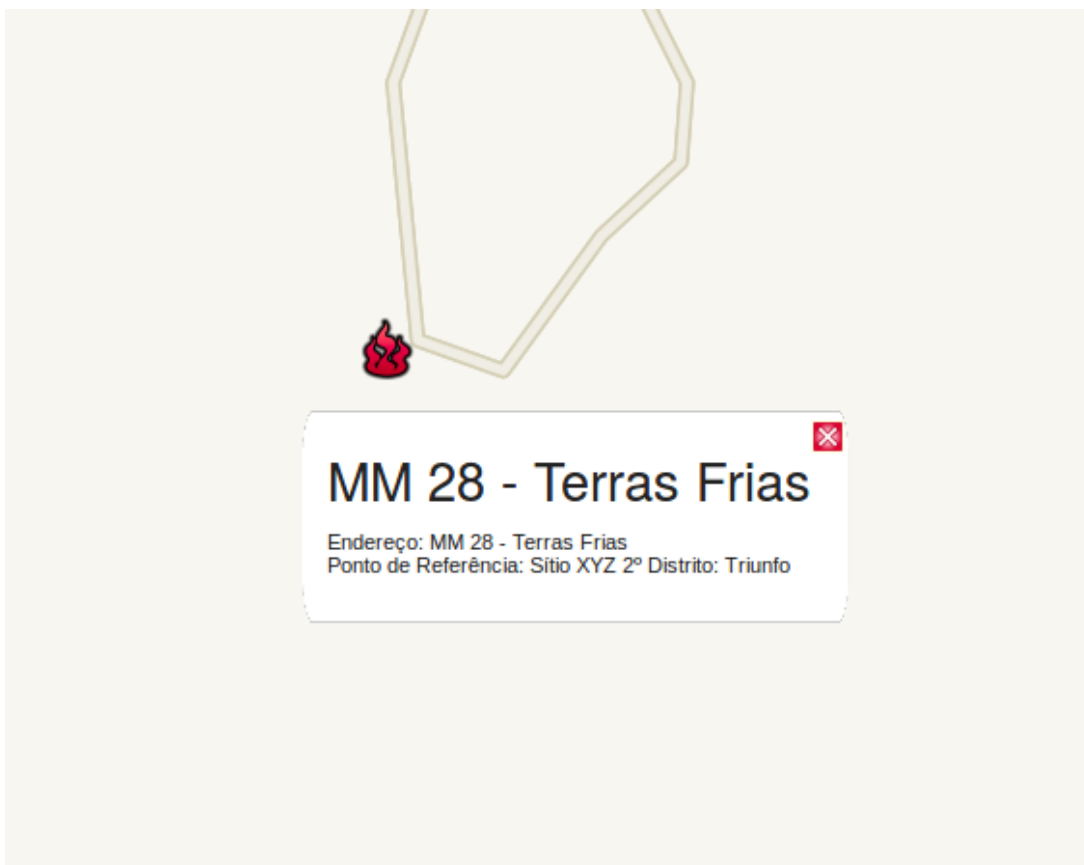 MM 28 - Terras Frias
Endereço: MM 28 - Terras Frias
Ponto de Referência: Sítio XYZ 2º Distrito: Triunfo